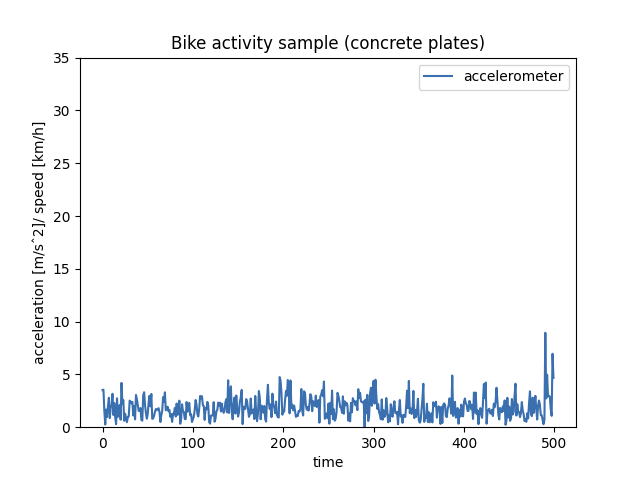 Bike activity sample (concrete plates)
accelerometer
acceleration [m/sˆ2]/ speed [km/h]
35
30
25
20
15
10
5
0
0 100 200 300 400 500
time